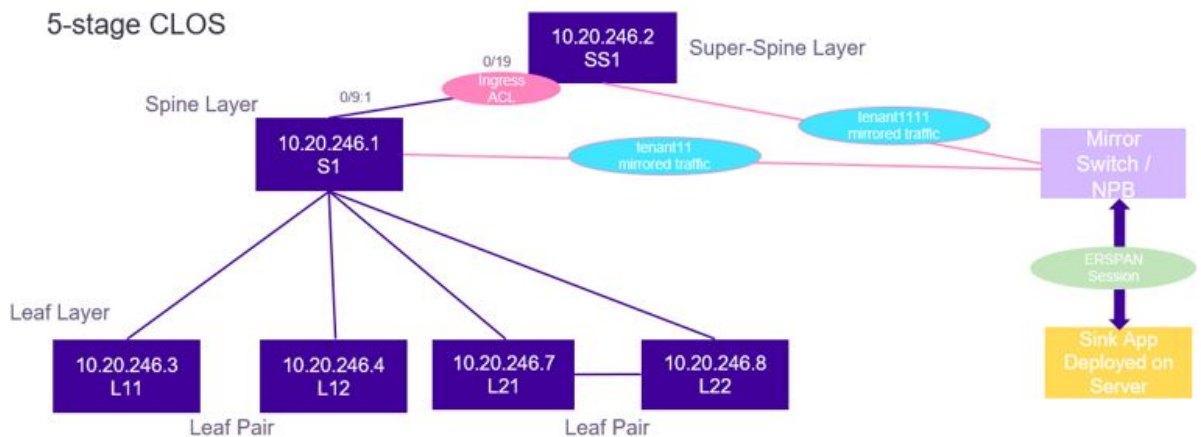 5-stage CLOS
10.20.246.2
SS1
Super-Spine Layer
0/19
Ingress
ACL
Spine Layer
0/9:1
10.20.246.1
S1
tenant1111
mirrored traffic
tenant11
mirrored traffic
Mirror
Switch /
NPB
ERSPAN
Session
Leaf Layer
10.20.246.3
L11
10.20.246.4
L12
10.20.246.7
L21
10.20.246.8
L22
Sink App
Deployed on
Server
Leaf Pair
Leaf Pair